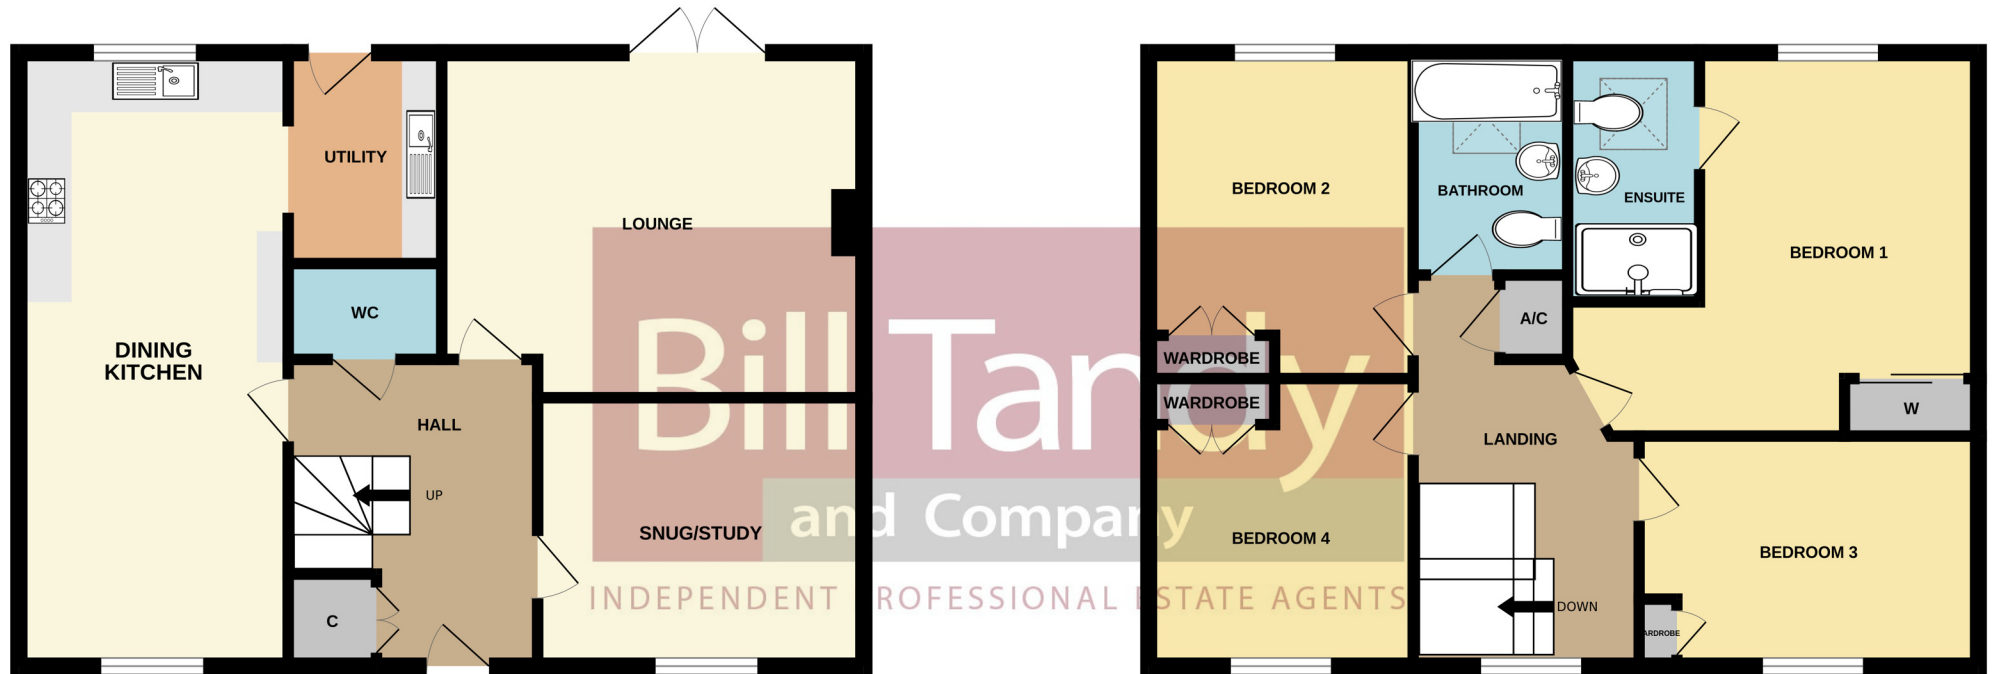 UTILITY
LOUNGE
WC
DINING
KITCHEN
HALL
UP
SNUG/STUDY
C
BEDROOM 2
BATHROOM
ENSUITE
BEDROOM 1
A/C
WARDROBE
WARDROBE
W
LANDING
BEDROOM 4
BEDROOM 3
DOWN
ARDROBE
Bill Tandy
and Company
INDEPENDENT PROFESSIONAL ESTATE AGENTS